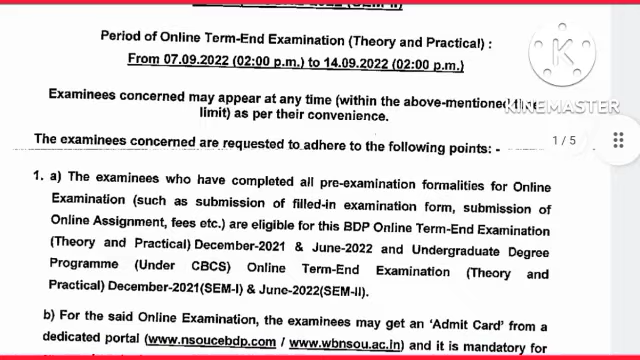 Period of Online Term-End Examination (Theory and Practical) :
From 07.09.2022 (02:00 p.m.) to 14.09.2022 (02:00 p.m.)
K
Examinees concerned may appear at any time (within the above-mentioned time
KINEMASTER
limit) as per their convenience.
The examinees concerned are requested to adhere to the following points: -
1 / 5
1. a) The examinees who have completed all pre-examination formalities for Online
Examination (such as submission of filled-in examination form, submission of
Online Assignment, fees etc.) are eligible for this BDP Online Term-End Examination
(Theory and Practical) December-2021 & June-2022 and Undergraduate Degree
Programme (Under CBCS) Online Term-End Examination (Theory and
Practical) December-2021(SEM-I) & June-2022(SEM-II).
b) For the said Online Examination, the examinees may get an 'Admit Card' from a
dedicated portal (www.nsoucebdp.com / www.wbnsou.ac.in) and it is mandatory for